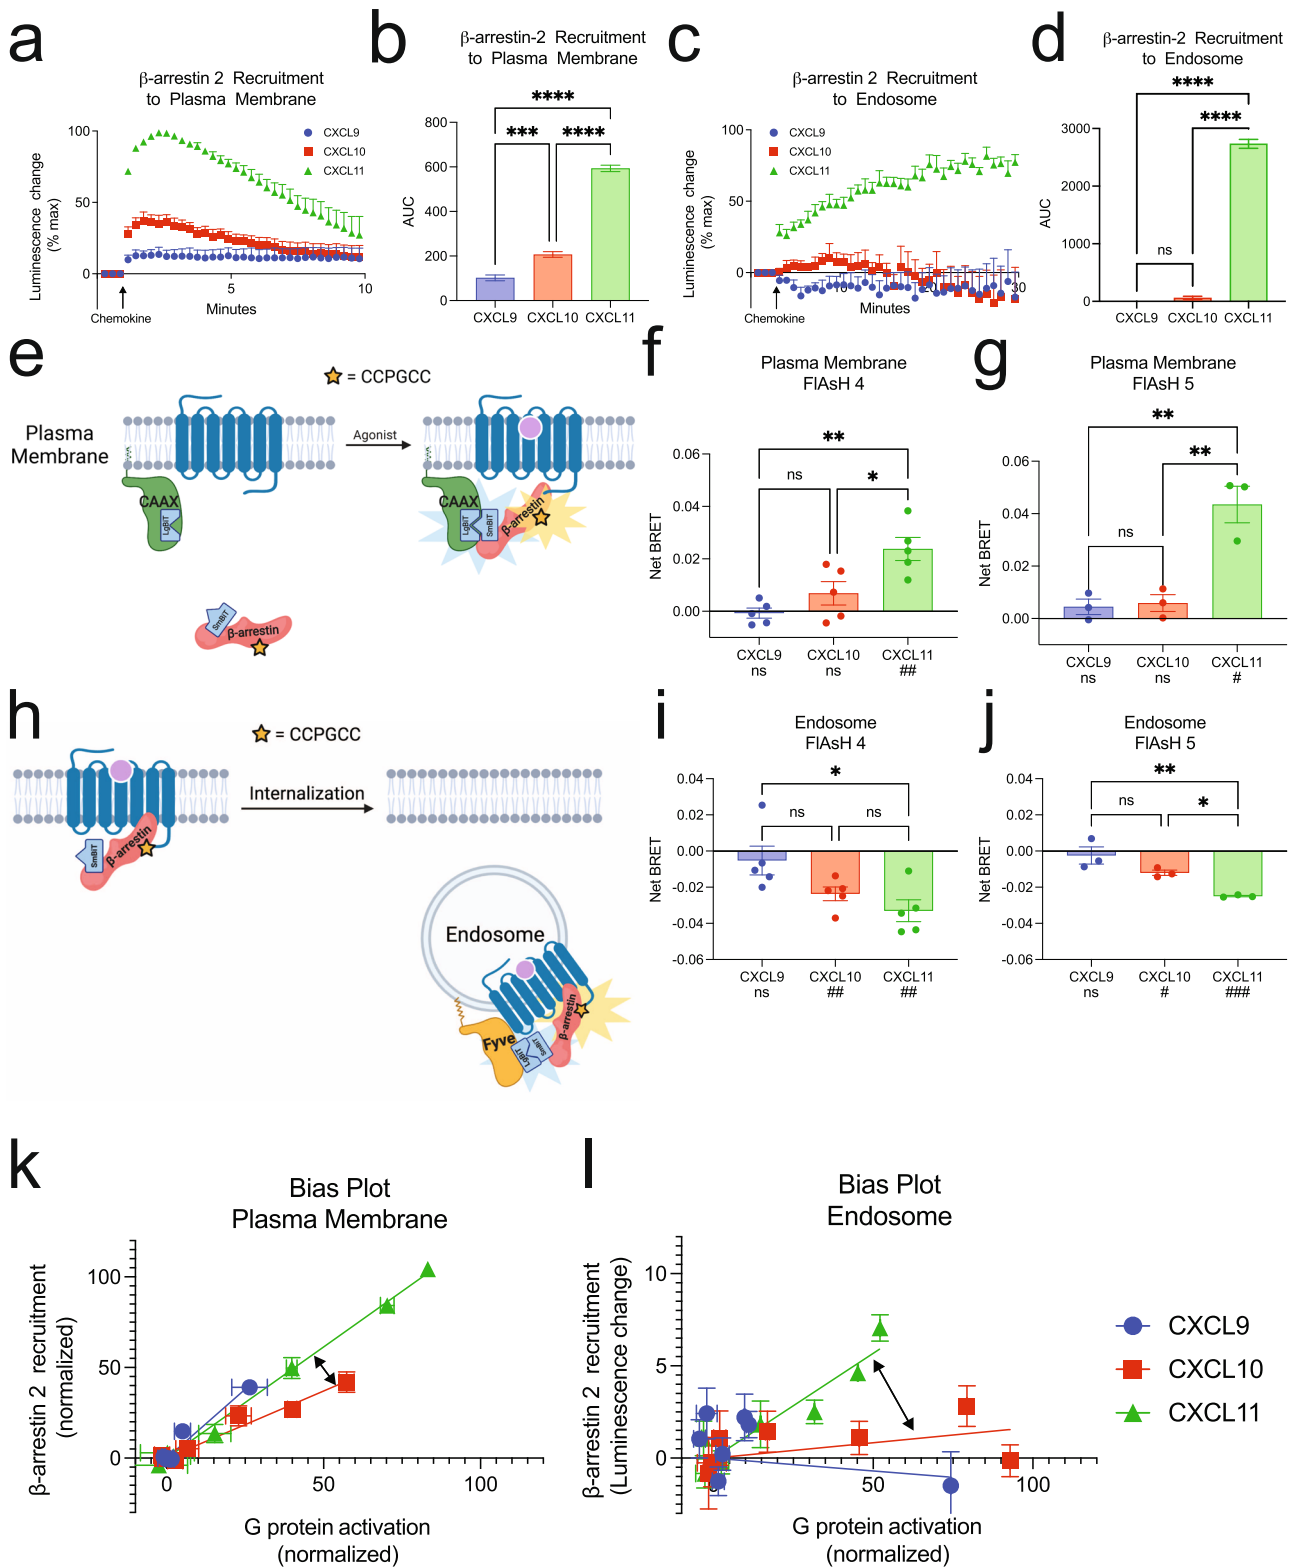 a
β-arrestin 2 Recruitment
to Plasma Membrane
Luminescence change
(% max)
100
50
0
5
10
CXCL9
CXCL10
CXCL11
Chemokine
Minutes
b
β-arrestin-2 Recruitment
to Plasma Membrane
****
*** ****
AUC
800
600
400
200
0
CXCL9 CXCL10 CXCL11
c
β-arrestin 2 Recruitment
to Endosome
Luminescence change
(% max)
100
50
0
10 20 30
CXCL9
CXCL10
CXCL11
Chemokine
Minutes
d
β-arrestin-2 Recruitment
to Endosome
****
****
ns
AUC
3000
2000
1000
0
CXCL9 CXCL10 CXCL11
e
= CCPGCC
Plasma
Membrane
Agonist
CAAX
LgBiT
SmBiT
β-arrestin
CAAX
LgBiT
SmBiT
β-arrestin
f
Plasma Membrane
FlAsH 4
**
ns *
Net BRET
0.06
0.04
0.02
0.00
CXCL9 CXCL10 CXCL11
ns ns ##
g
Plasma Membrane
FlAsH 5
**
**
ns
Net BRET
0.06
0.04
0.02
0.00
CXCL9 CXCL10 CXCL11
ns ns #
h
= CCPGCC
SmBiT
β-arrestin
Internalization
Endosome
Fyve
LgBiT
SmBiT
β-arrestin
i
Endosome
FlAsH 4
*
ns ns
Net BRET
0.04
0.02
0.00
-0.02
-0.04
-0.06
CXCL9 CXCL10 CXCL11
ns ## ##
j
Endosome
FlAsH 5
**
ns *
Net BRET
0.04
0.02
0.00
-0.02
-0.04
-0.06
CXCL9 CXCL10 CXCL11
ns # ###
k
Bias Plot
Plasma Membrane
β-arrestin 2 recruitment
(normalized)
100
50
0
0 50 100
G protein activation
(normalized)
l
Bias Plot
Endosome
β-arrestin 2 recruitment
(Luminescence change)
10
5
0
50 100
G protein activation
(normalized)
CXCL9
CXCL10
CXCL11